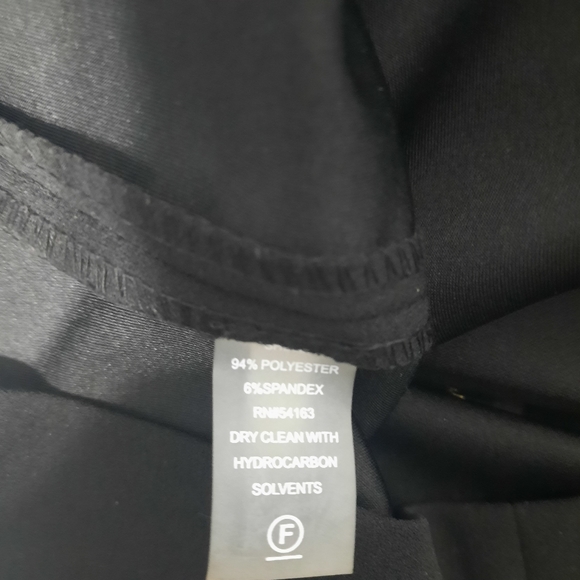 94% POLYESTER
6%SPANDEX
RN#54163
DRY CLEAN WITH
HYDROCARBON
SOLVENTS
F